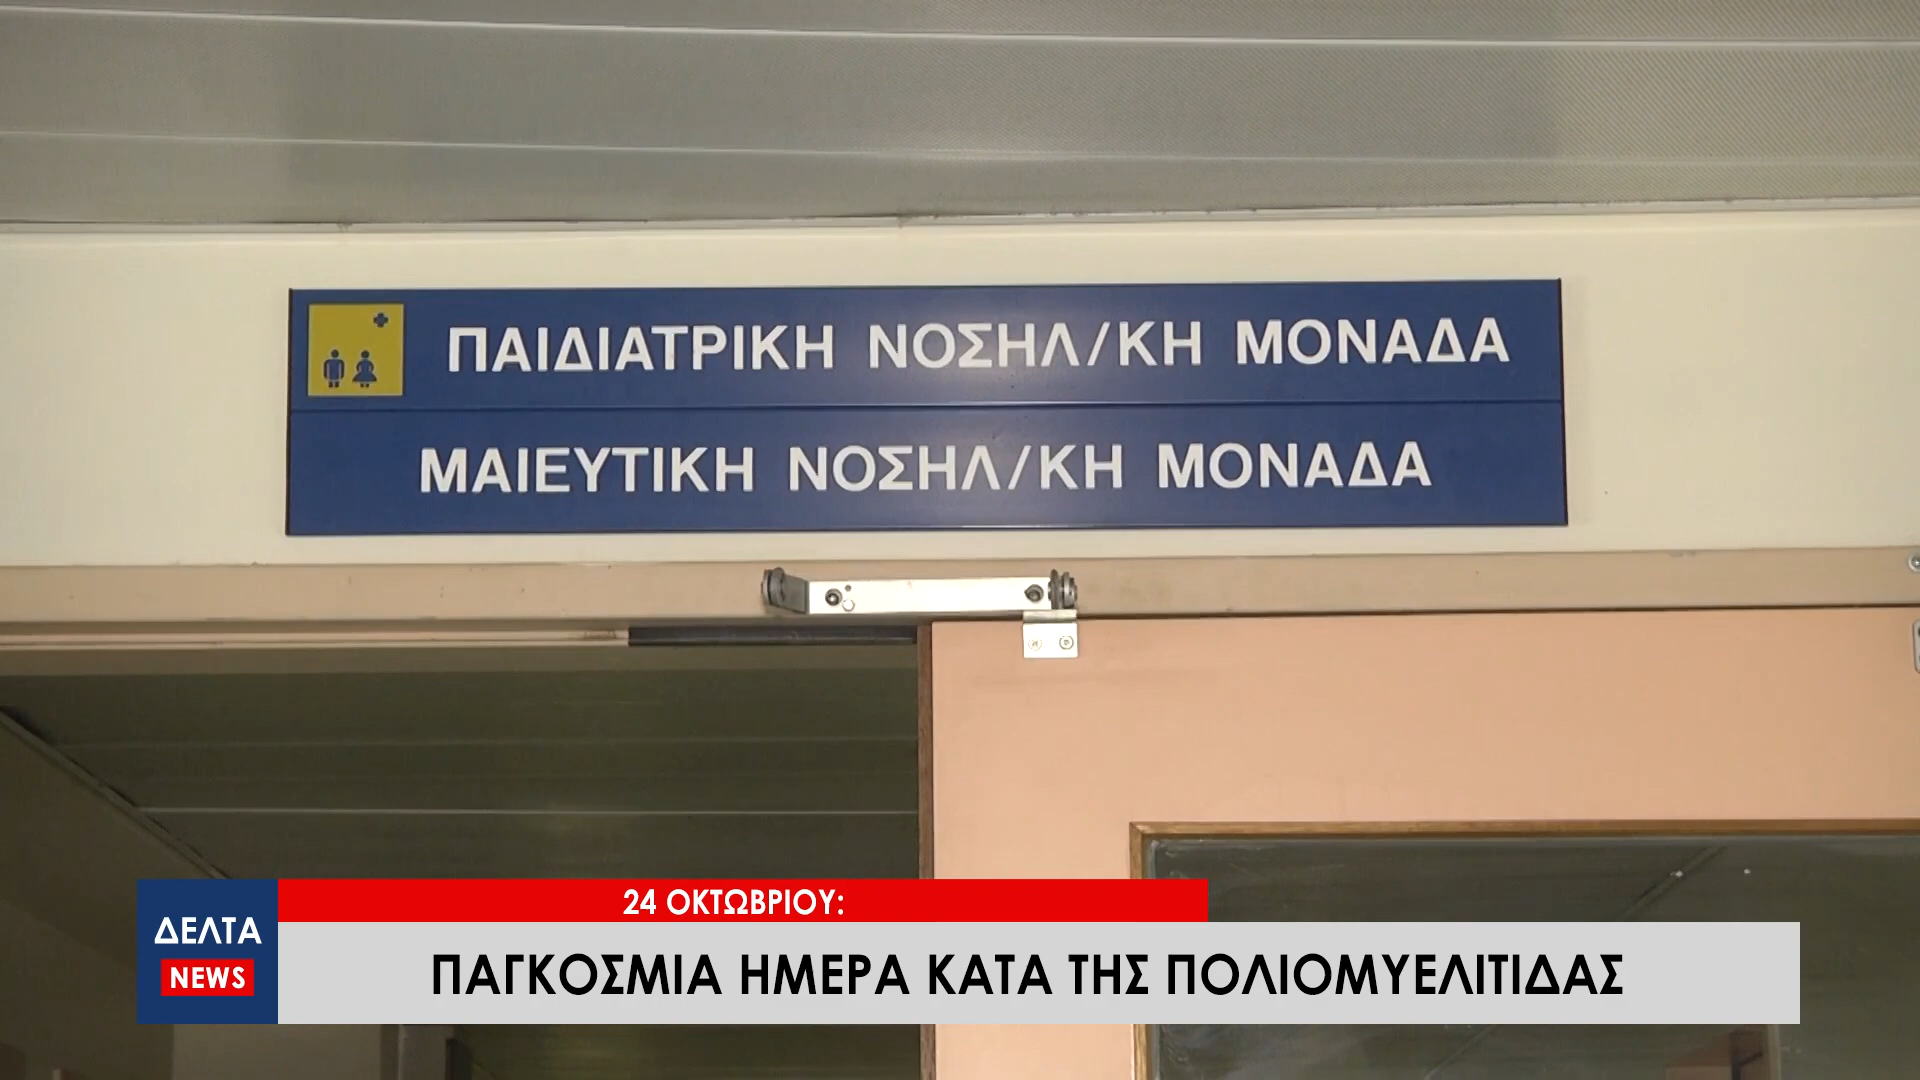 ΠΑΙΔΙΑΤΡΙΚΗ ΝΟΣΗΛ/ΚΗ ΜΟΝΑΔΑ
ΜΑΙΕΥΤΙΚΗ ΝΟΣΗΛ/ΚΗ ΜΟΝΑΔΑ
24 ΟΚΤΩΒΡΙΟΥ:
ΔΕΛΤΑ
NEWS
ΠΑΓΚΟΣΜΙΑ ΗΜΕΡΑ ΚΑΤΑ ΤΗΣ ΠΟΛΙΟΜΥΕΛΙΤΙΔΑΣ